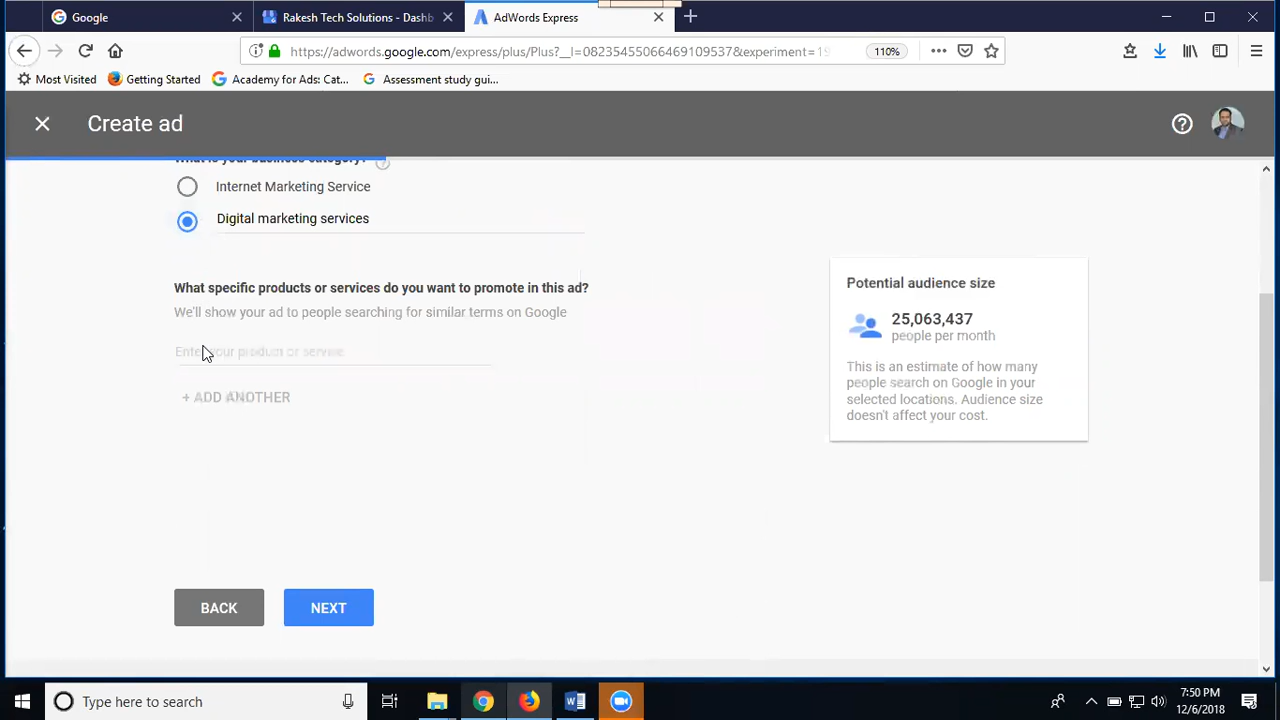 Google
Rakesh Tech Solutions - Dashb
AdWords Express
https://adwords.google.com/express/plus/Plus?__I=08235455066469109537&experiment=19
110%
Most Visited
Getting Started
Academy for Ads: Cat...
Assessment study gui...
Create ad
What is your business category?
Internet Marketing Service
Digital marketing services
What specific products or services do you want to promote in this ad?
We'll show your ad to people searching for similar terms on Google
Enter your product or service
+ ADD ANOTHER
Potential audience size
25,063,437
people per month
This is an estimate of how many
people search on Google in your
selected locations. Audience size
doesn't affect your cost.
BACK
NEXT
Type here to search
7:50 PM
12/6/2018